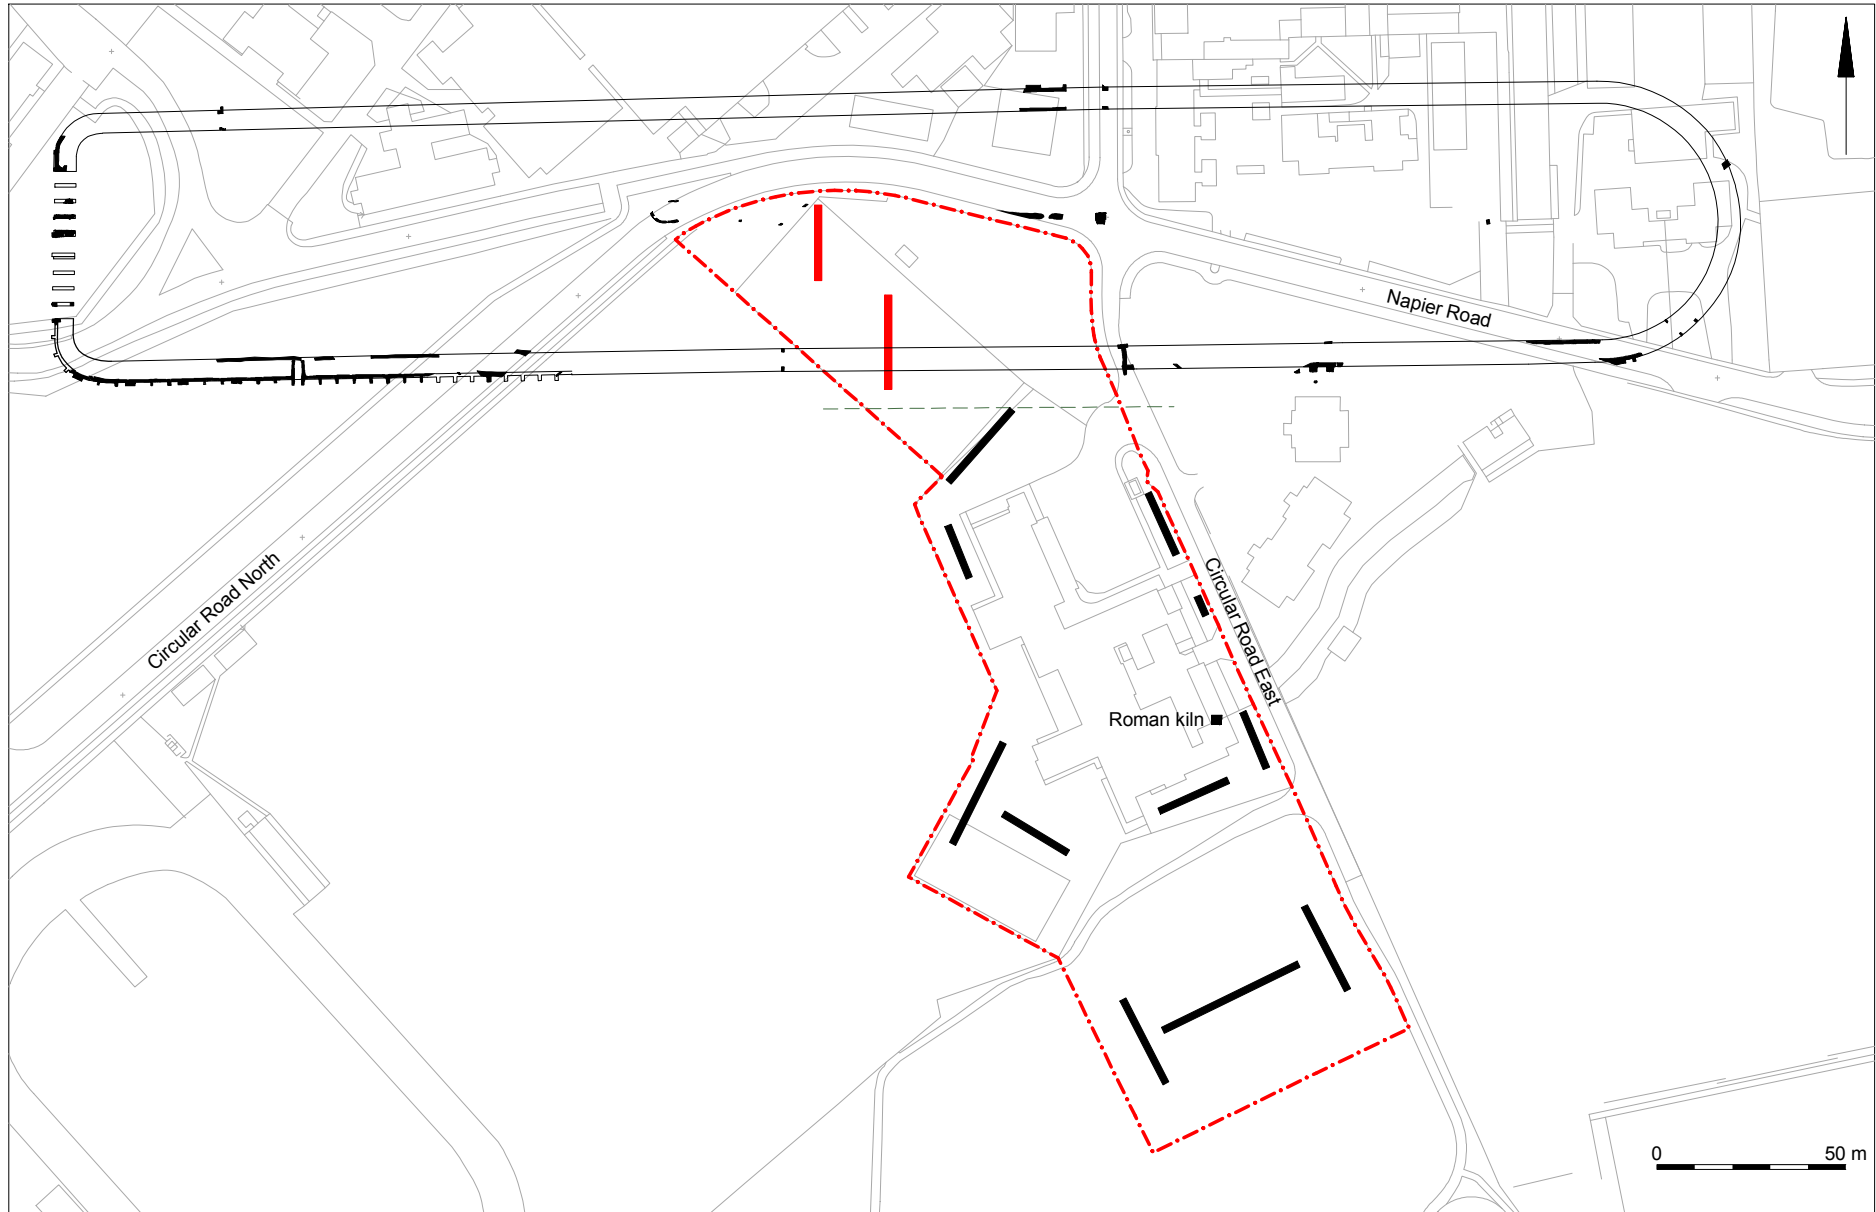 Napier Road
Circular Road North
Circular Road East
Roman kiln
0 50 m